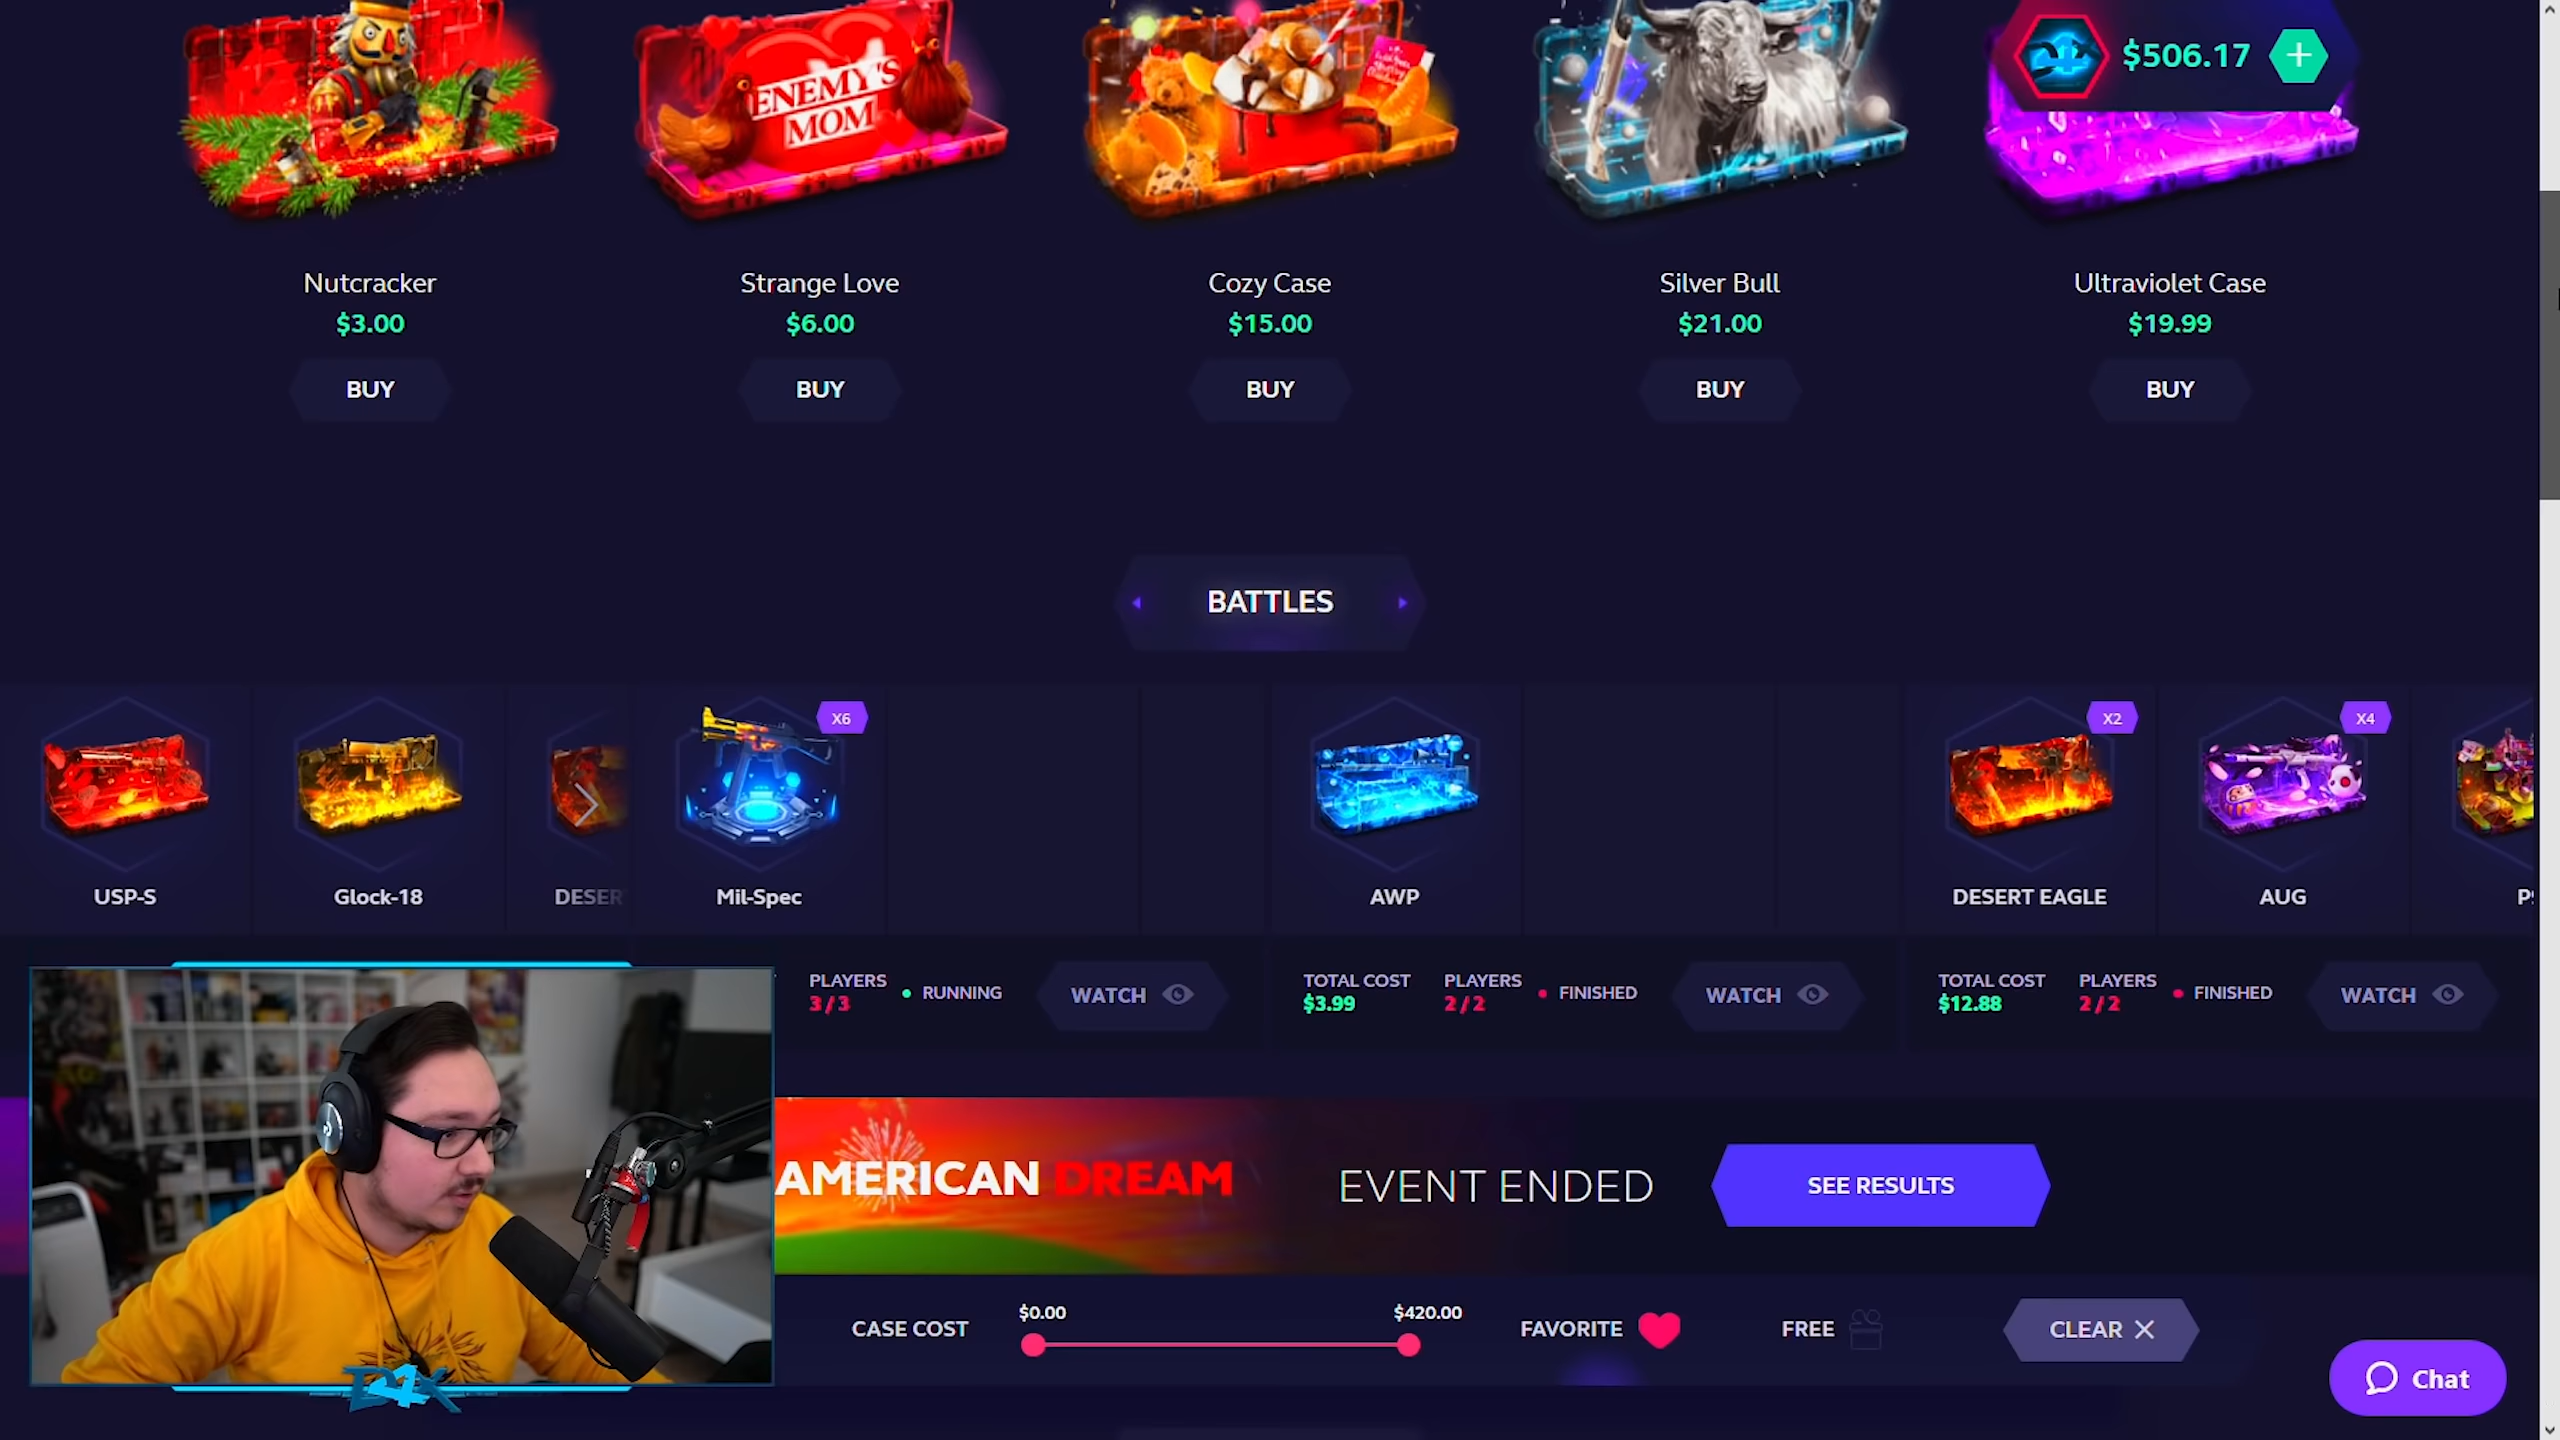 ENEMY'S
MOM
$506.17
Nutcracker
$3.00
BUY
Strange Love
$6.00
BUY
Cozy Case
$15.00
BUY
Silver Bull
$21.00
BUY
Ultraviolet Case
$19.99
BUY
BATTLES
X6
X2
X4
USP-S
Glock-18
DESER
Mil-Spec
AWP
DESERT EAGLE
AUG
PLAYERS
3/3
RUNNING
WATCH
TOTAL COST
$3.99
PLAYERS
2/2
FINISHED
WATCH
TOTAL COST
$12.88
PLAYERS
2/2
FINISHED
WATCH
AMERICAN DREAM
EVENT ENDED
SEE RESULTS
CASE COST
$0.00
$420.00
FAVORITE
FREE
CLEAR
Chat